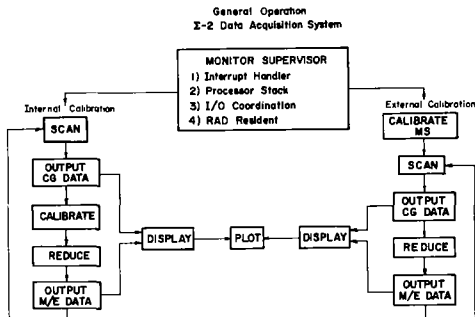 General Operation
Σ-2 Data Acquisition System
MONITOR SUPERVISOR
1) Interrupt Handler
2) Processor Stack
3) I/O Coordination
4) RAD Resident
Internal Calibration
SCAN
OUTPUT
CG DATA
CALIBRATE
REDUCE
OUTPUT
M/E DATA
DISPLAY
PLOT
DISPLAY
External Calibration
CALIBRATE
MS
SCAN
OUTPUT
CG DATA
REDUCE
OUTPUT
M/E DATA